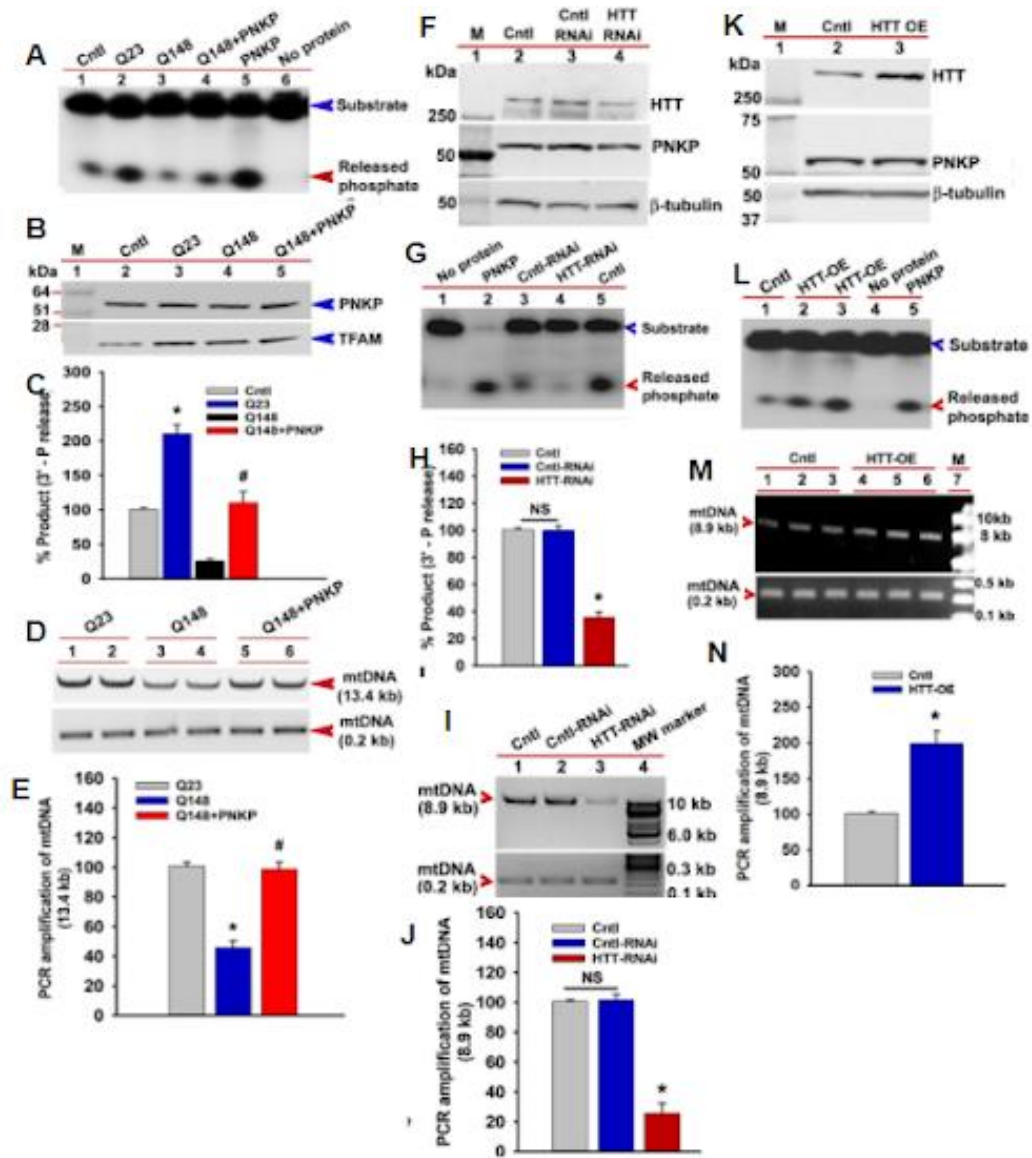 A
Cntl Q23 Q148 Q148+PNKP PNKP No protein
1 2 3 4 5 6
Substrate
Released
phosphate
B
M Cntl Q23 Q148 Q148+PNKP
kDa 1 2 3 4 5
64
51
28
PNKP
TFAM
C
Cntl
Q23
Q148
Q148+PNKP
% Product (3' - P release)
300
250
200
150
100
50
0
*
#
D
Q23 Q148 Q148+PNKP
1 2 3 4 5 6
mtDNA
(13.4 kb)
mtDNA
(0.2 kb)
E
Q23
Q148
Q148+PNKP
PCR amplification of mtDNA
(13.4 kb)
160
140
120
100
80
60
40
20
0
*
#
F
M Cntl Cntl RNAi HTT RNAi
1 2 3 4
kDa
250
50
50
HTT
PNKP
β-tubulin
G
No protein PNKP Cntl-RNAi HTT-RNAi Cntl
1 2 3 4 5
Substrate
Released
phosphate
H
Cntl
Cntl-RNAi
HTT-RNAi
NS
% Product (3' - P release)
160
140
120
100
80
60
40
20
0
*
I
Cntl Cntl-RNAi HTT-RNAi MW marker
1 2 3 4
mtDNA
(8.9 kb)
10 kb
6.0 kb
mtDNA
(0.2 kb)
0.3 kb
0.1 kb
J
Cntl
Cntl-RNAi
HTT-RNAi
NS
PCR amplification of mtDNA
(8.9 kb)
160
140
120
100
80
60
40
20
0
*
K
M Cntl HTT OE
1 2 3
kDa
250
75
50
50
37
HTT
PNKP
β-tubulin
L
Cntl HTT-OE HTT-OE No protein PNKP
1 2 3 4 5
Substrate
Released
phosphate
M
Cntl HTT-OE M
1 2 3 4 5 6 7
mtDNA
(8.9 kb)
10kb
8 kb
mtDNA
(0.2 kb)
0.5 kb
0.1 kb
N
Cntl
HTT-OE
PCR amplification of mtDNA
(8.9 kb)
300
250
200
150
100
50
0
*